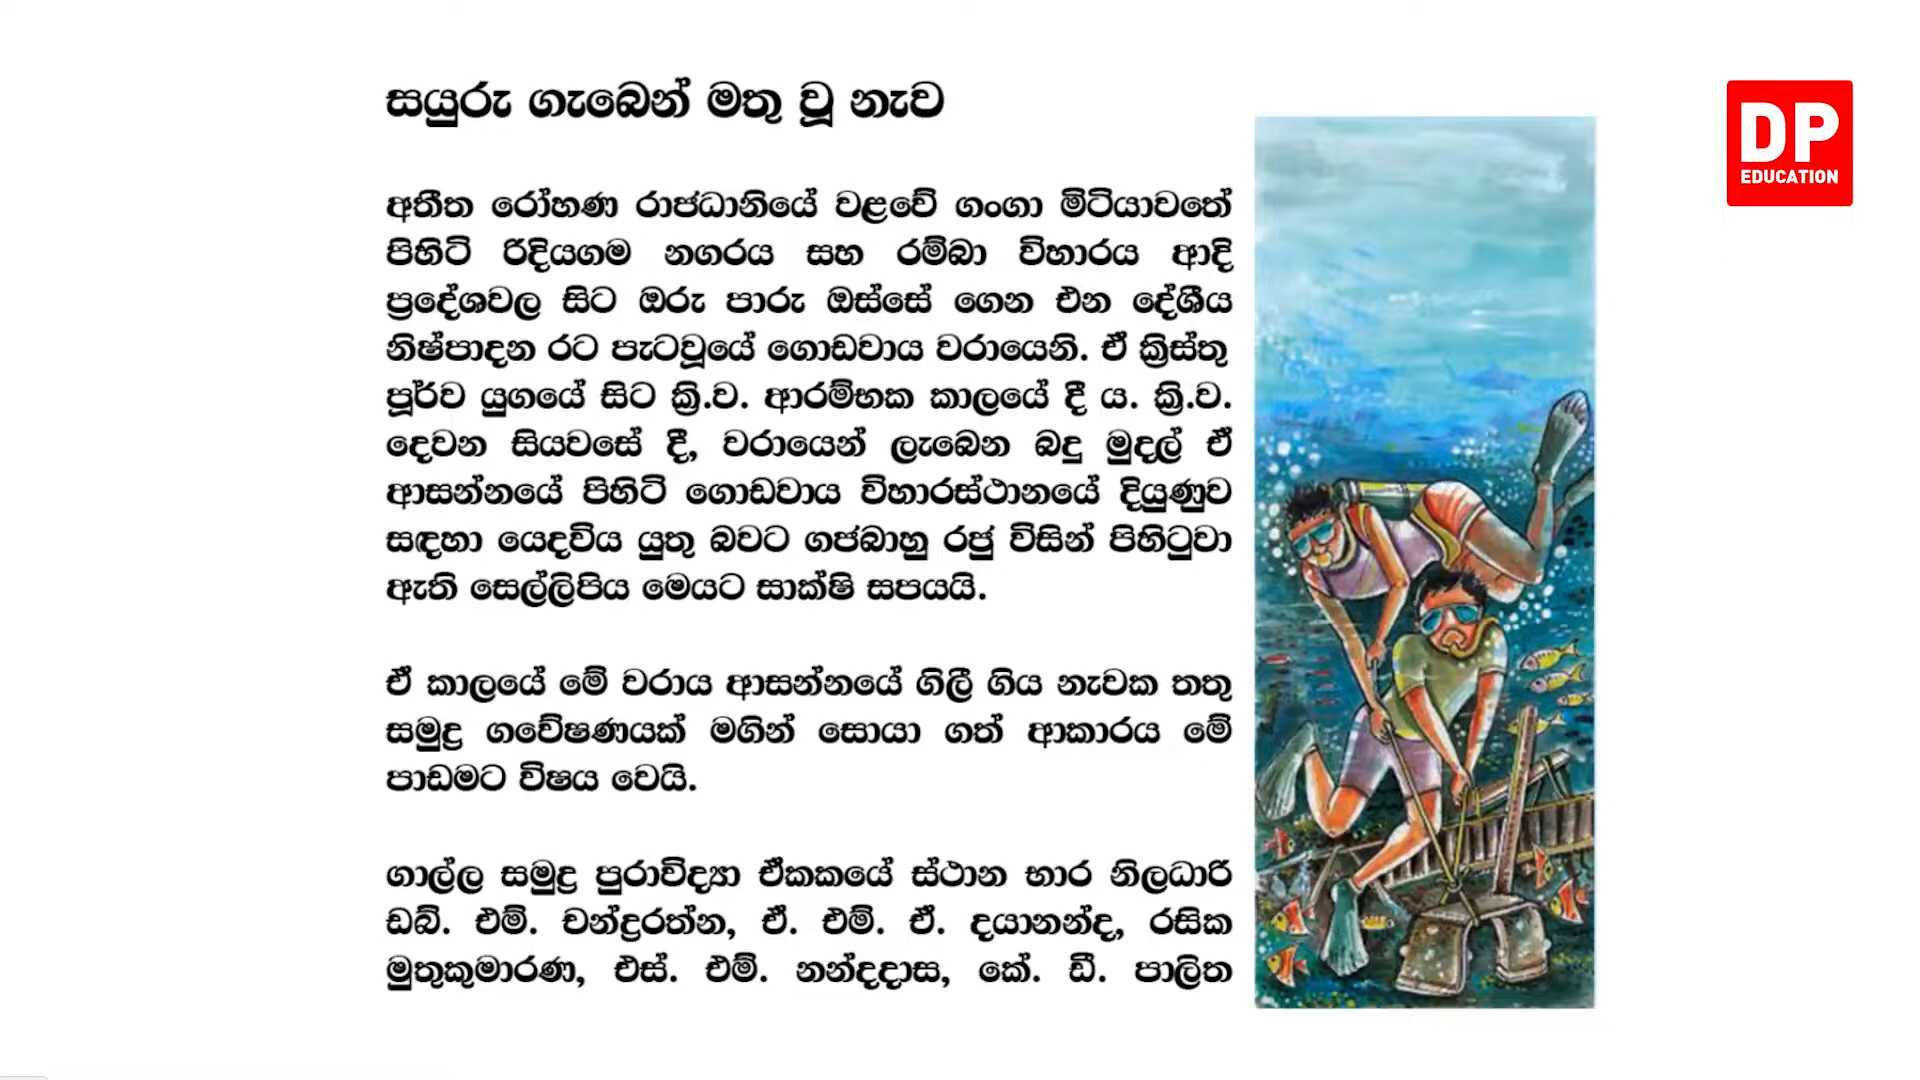 සයුරු ගැබෙන් මතු වූ නැව
DP
EDUCATION
අතීත රෝහණ රාජධානියේ වළවේ ගංගා මිටියාවතේ
පිහිටි රිදියගම නගරය සහ රම්බා විහාරය ආදි
ප්‍රදේශවල සිට ඔරු පාරු ඔස්සේ ගෙන එන දේශීය
නිෂ්පාදන රට පැටවූයේ ගොඩවාය වරායෙනි. ඒ ක්‍රිස්තු
පූර්ව යුගයේ සිට ක්‍රි.ව. ආරම්භක කාලයේ දී ය. ක්‍රි.ව.
දෙවන සියවසේ දී, වරායෙන් ලැබෙන බදු මුදල් ඒ
ආසන්නයේ පිහිටි ගොඩවාය විහාරස්ථානයේ දියුණුව
සඳහා යෙදවිය යුතු බවට ගජබාහු රජු විසින් පිහිටුවා
ඇති සෙල්ලිපිය මෙයට සාක්ෂි සපයයි.
ඒ කාලයේ මේ වරාය ආසන්නයේ ගිලී ගිය නැවක තතු
සමුද්‍ර ගවේෂණයක් මගින් සොයා ගත් ආකාරය මේ
පාඩමට විෂය වෙයි.
ගාල්ල සමුද්‍ර පුරාවිද්‍යා ඒකකයේ ස්ථාන භාර නිලධාරි
ඩබ්. එම්. චන්ද්‍රරත්න, ඒ. එම්. ඒ. දයානන්ද, රසික
මුතුකුමාරණ, එස්. එම්. නන්දදාස, කේ. ඩී. පාලිත